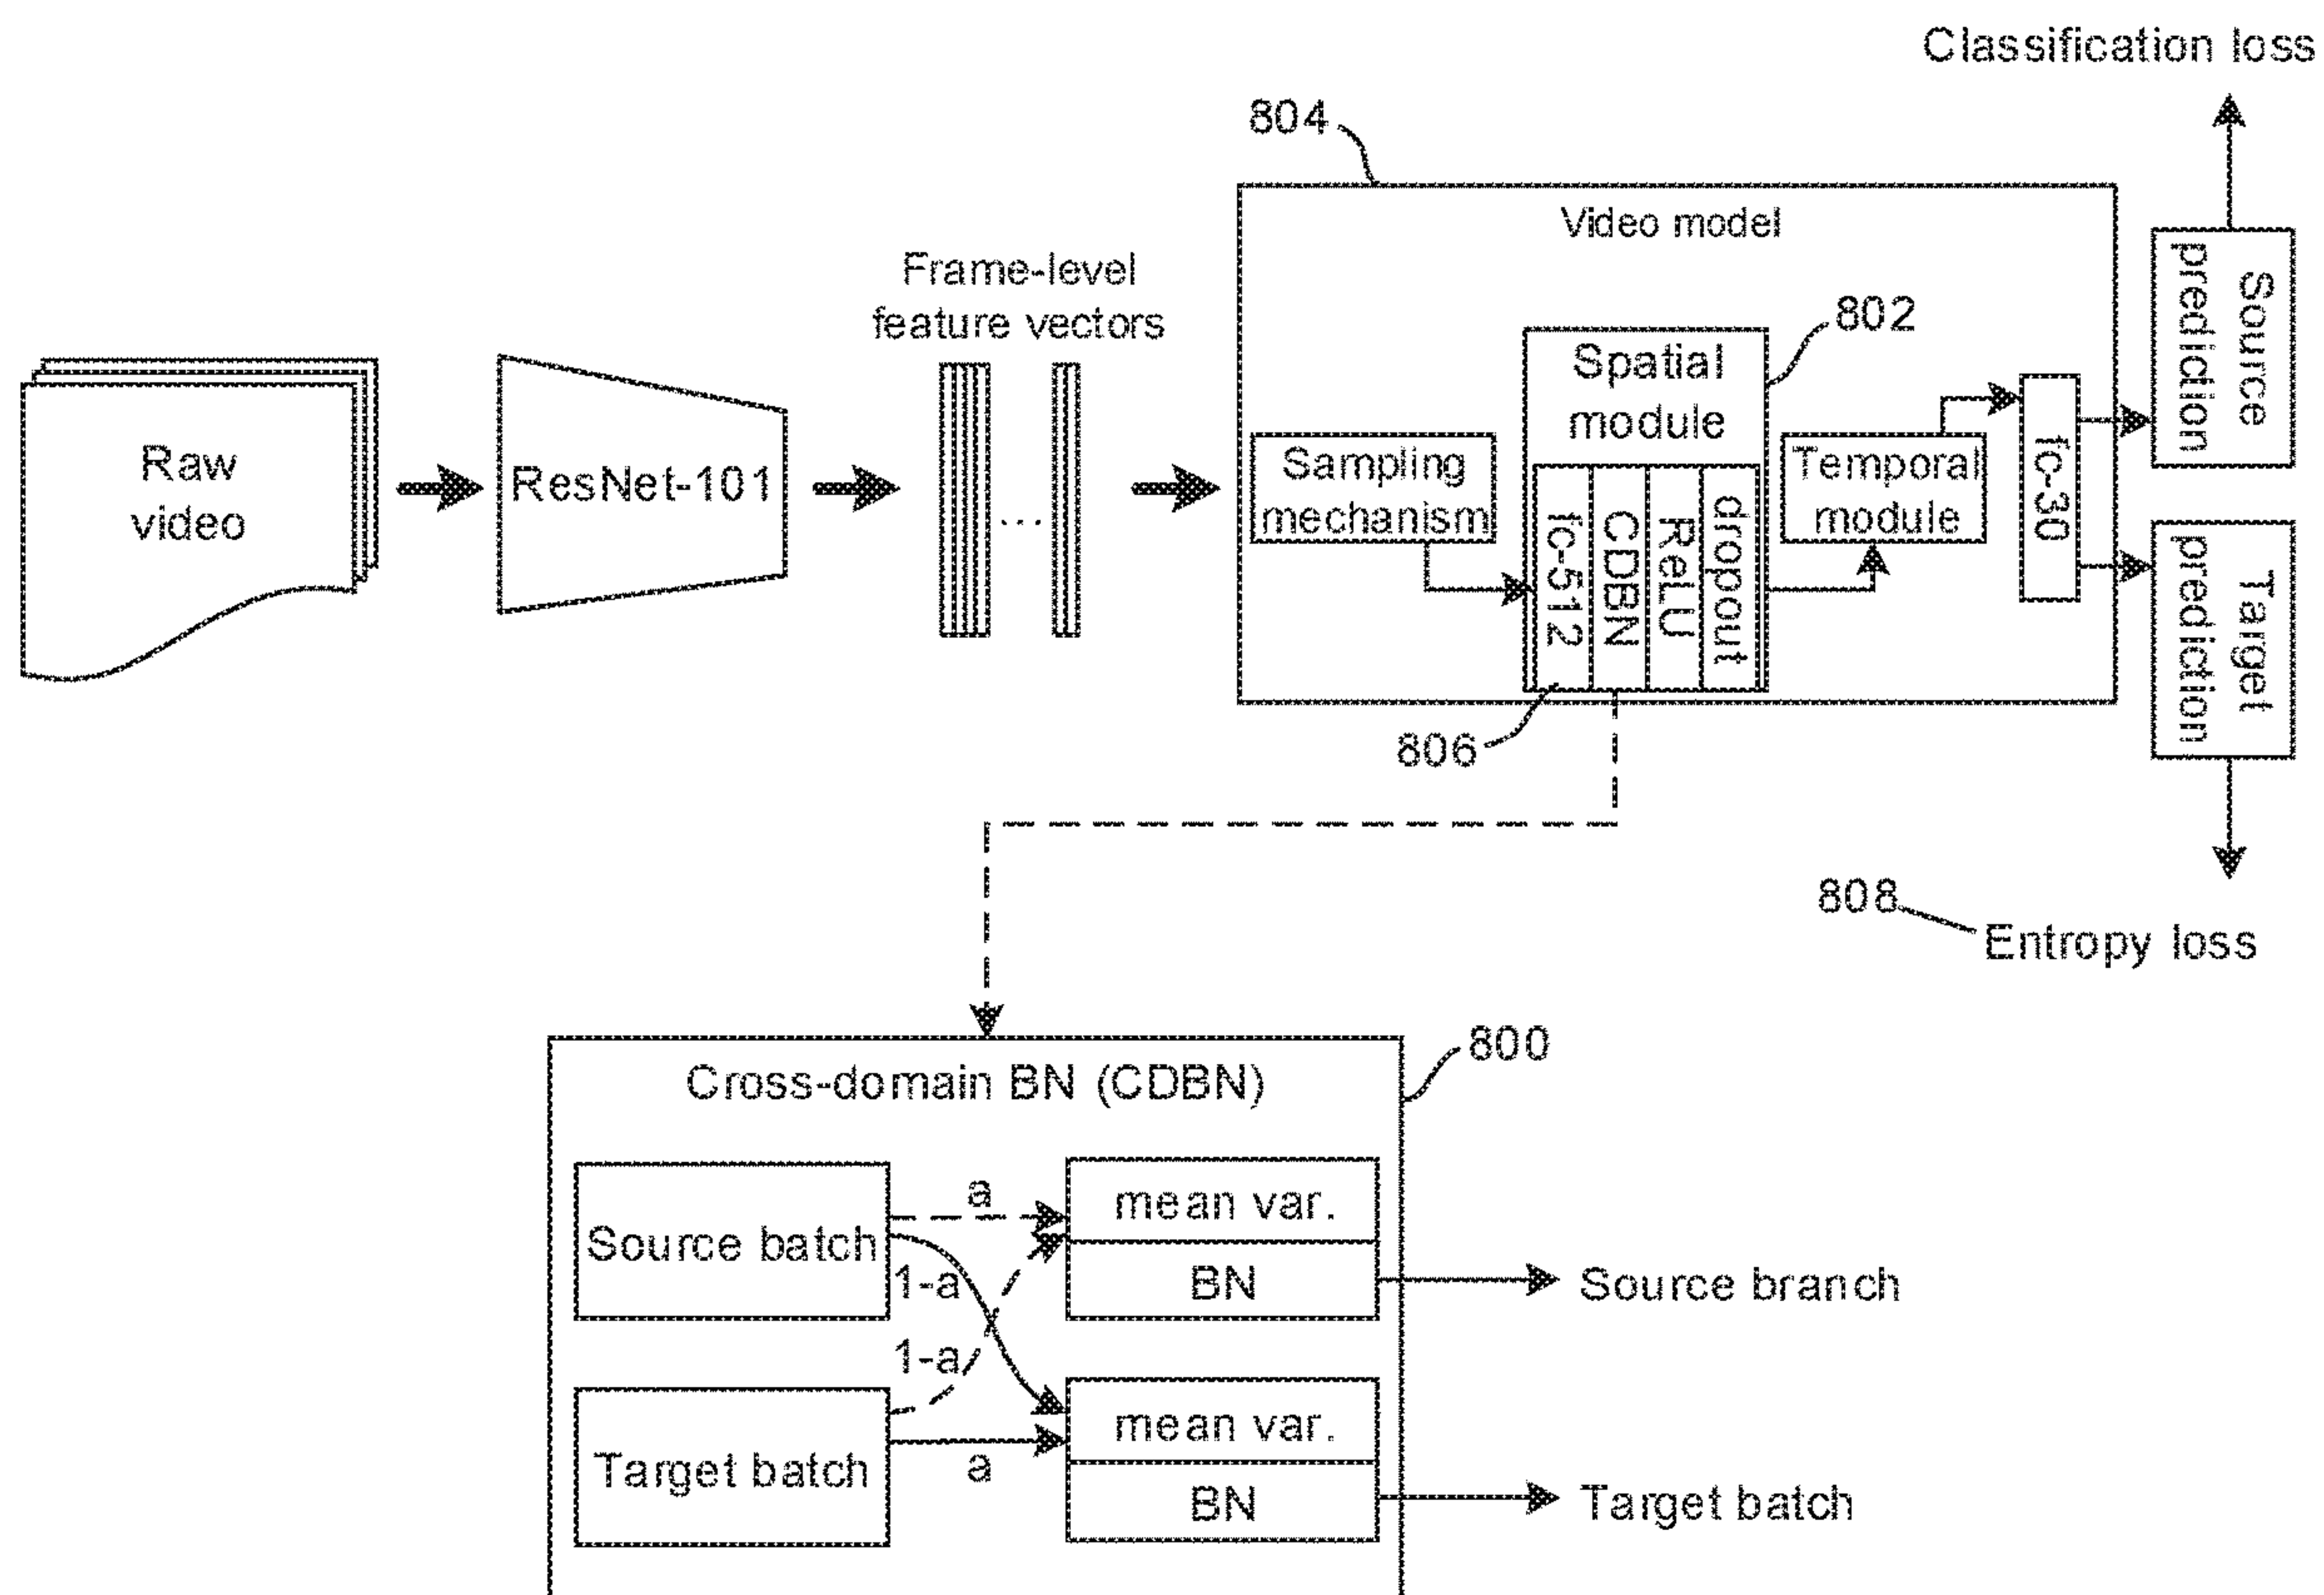 Classification loss
804
Video model
Frame-level
feature vectors
802
Spatial
module
Source
prediction
Raw
video
ResNet-101
...
Sampling
mechanism
fc-512
CDBN
ReLU
dropout
Temporal
module
fc-30
Target
prediction
806
808
Entropy loss
800
Cross-domain BN (CDBN)
Source batch
a
1-a
mean var.
BN
Source branch
1-a
Target batch
a
mean var.
BN
Target batch